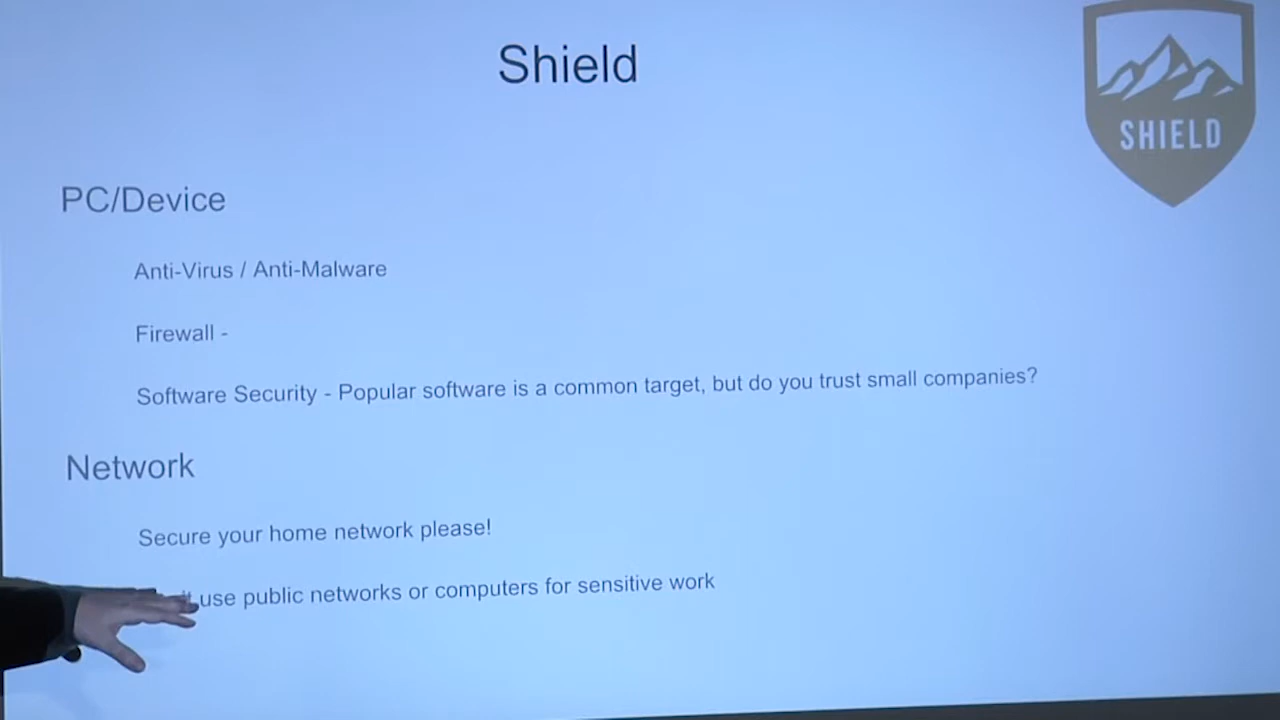 Shield
SHIELD
PC/Device
Anti-Virus / Anti-Malware
Firewall -
Software Security - Popular software is a common target, but do you trust small companies?
Network
Secure your home network please!
use public networks or computers for sensitive work